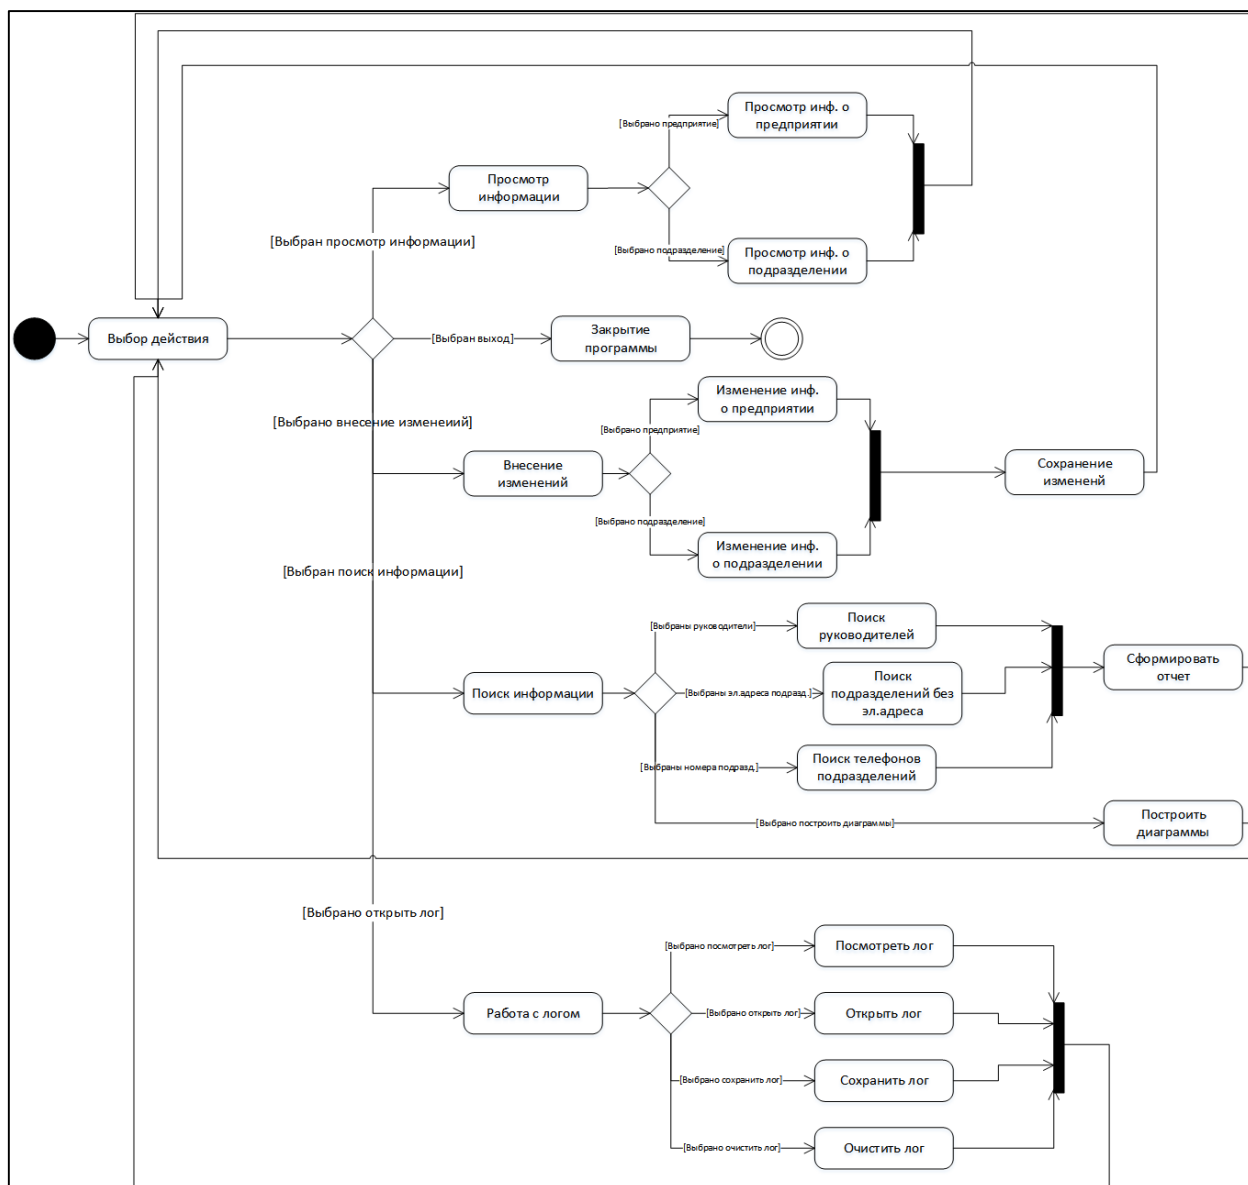 Просмотр инф. о
предприятии
[Выбрано предприятие]
Просмотр
информации
[Выбран просмотр информации]
[Выбрано подразделение]
Просмотр инф. о
подразделении
Выбор действия
[Выбран выход]
Закрытие
программы
Изменение инф.
о предприятии
[Выбрано внесение изменеиий]
[Выбрано предприятие]
Внесение
изменений
Сохранение
измененй
[Выбрано подразделение]
Изменение инф.
о подразделении
[Выбран поиск информации]
[Выбраны руководители]
Поиск
руководителей
Сформировать
отчет
Поиск информации
[Выбраны эл.адреса подразд.]
Поиск
подразделений без
эл.адреса
[Выбраны номера подразд.]
Поиск телефонов
подразделений
[Выбрано построить диаграммы]
Построить
диаграммы
[Выбрано открыть лог]
[Выбрано посмотреть лог]
Посмотреть лог
Работа с логом
[Выбрано открыть лог]
Открыть лог
[Выбрано сохранить лог]
Сохранить лог
[Выбрано очистить лог]
Очистить лог